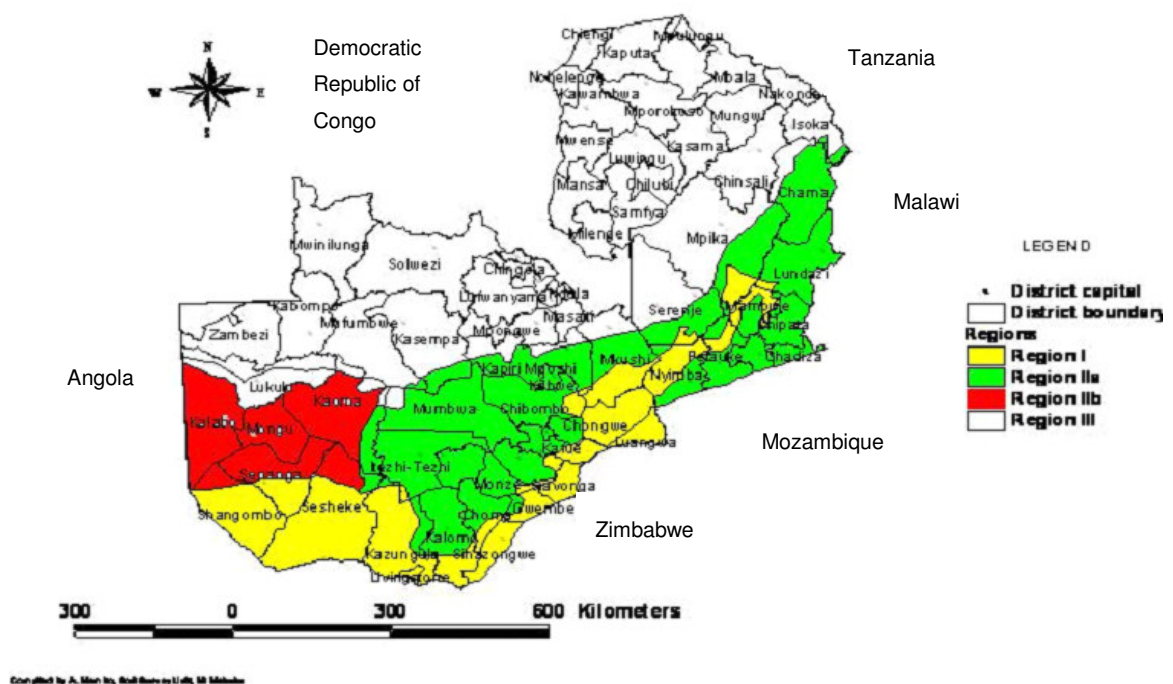 Democratic
Republic of
Congo
Tanzania
Malawi
Angola
Mozambique
Zimbabwe
N
W
E
S
Chiengi
Mpulungu
Kaputa
Mbala
Nakonde
Kawambwa
Mporokoso
Mungwi
Isoka
Mwense
Kasama
Luwingu
Mansa
Chilubi
Chinsali
Chama
Samfya
Milenge
Mpika
Mwinilunga
Solwezi
Lundazi
Kabompo
Serenje
Mambwe
Masaiti
Zambezi
Mufumbwe
Mpongwe
Chipata
Kasempa
Mkushi
Petauke
Chadiza
Kapiri Mposhi
Nyimba
Lukulu
Kabwe
Kaoma
Mumbwa
Chibombo
Kalabo
Mongu
Chongwe
Luangwa
Kafue
Senanga
Itezhi-Tezhi
Monze
Siavonga
Sesheke
Shangombo
Choma
Gwembe
Kalomo
Kazungula
Sinazongwe
Livingstone
LEGEND
District capital
District boundary
Regions
Region I
Region IIa
Region IIb
Region III
300 0 300 600 Kilometers